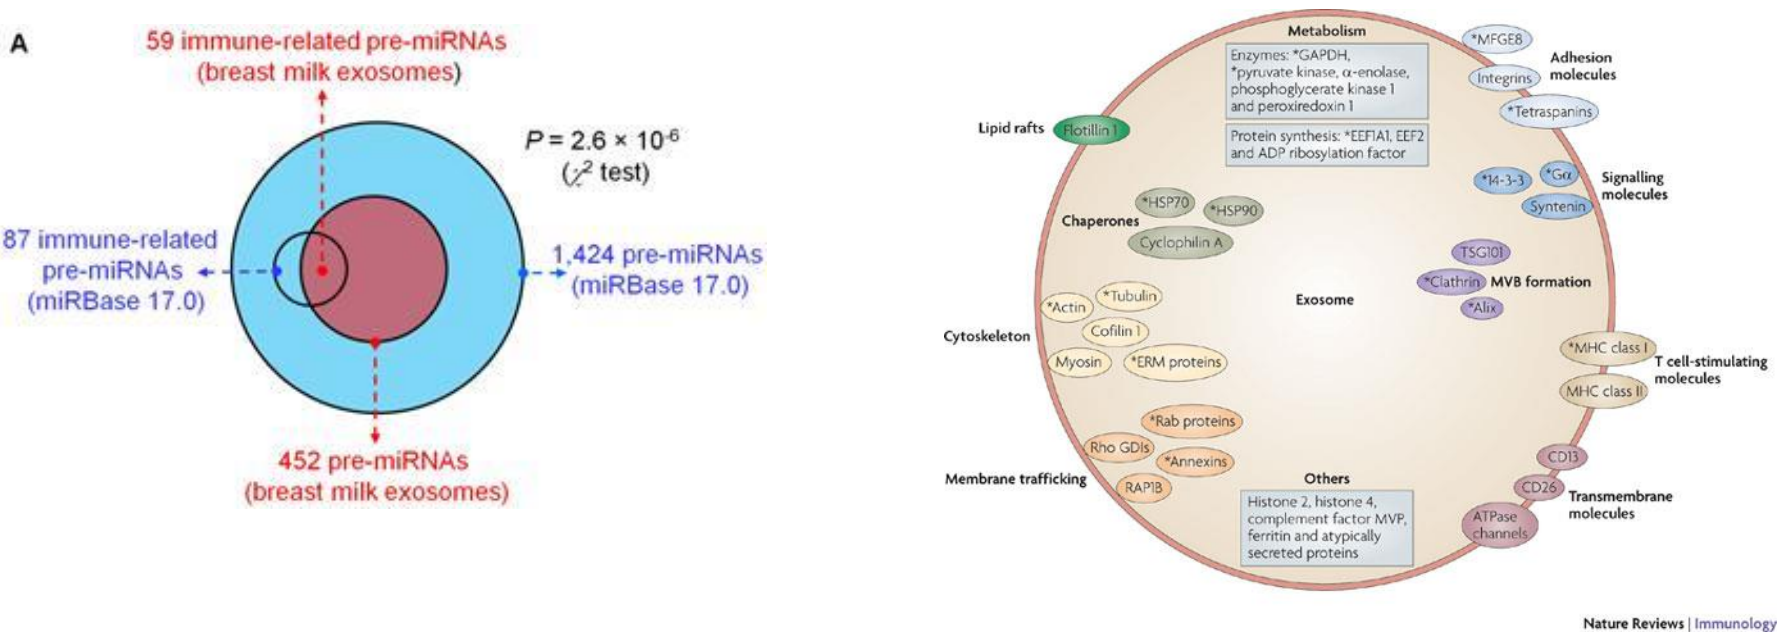 A
59 immune-related pre-miRNAs
(breast milk exosomes)
P = 2.6 × 10-6
(χ2 test)
87 immune-related
pre-miRNAs
(miRBase 17.0)
1,424 pre-miRNAs
(miRBase 17.0)
452 pre-miRNAs
(breast milk exosomes)
Metabolism
Enzymes: *GAPDH,
*pyruvate kinase, α-enolase,
phosphoglycerate kinase 1
and peroxiredoxin 1
Protein synthesis: *EEF1A1, EEF2
and ADP ribosylation factor
*MFGE8
Integrins
*Tetraspanins
Adhesion
molecules
Lipid rafts
Flotillin 1
*14-3-3
*Gα
Syntenin
Signalling
molecules
Chaperones
*HSP70
*HSP90
Cyclophilin A
TSG101
*Clathrin
*Alix
MVB formation
Exosome
Cytoskeleton
*Actin
*Tubulin
Cofilin 1
Myosin
*ERM proteins
*MHC class I
MHC class II
T cell-stimulating
molecules
Membrane trafficking
*Rab proteins
Rho GDIs
*Annexins
RAP1B
CD13
CD26
ATPase
channels
Transmembrane
molecules
Others
Histone 2, histone 4,
complement factor MVP,
ferritin and atypically
secreted proteins
Nature Reviews | Immunology